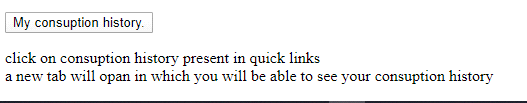 My consuption history.
click on consuption history present in quick links
a new tab will opan in which you will be able to see your consuption history